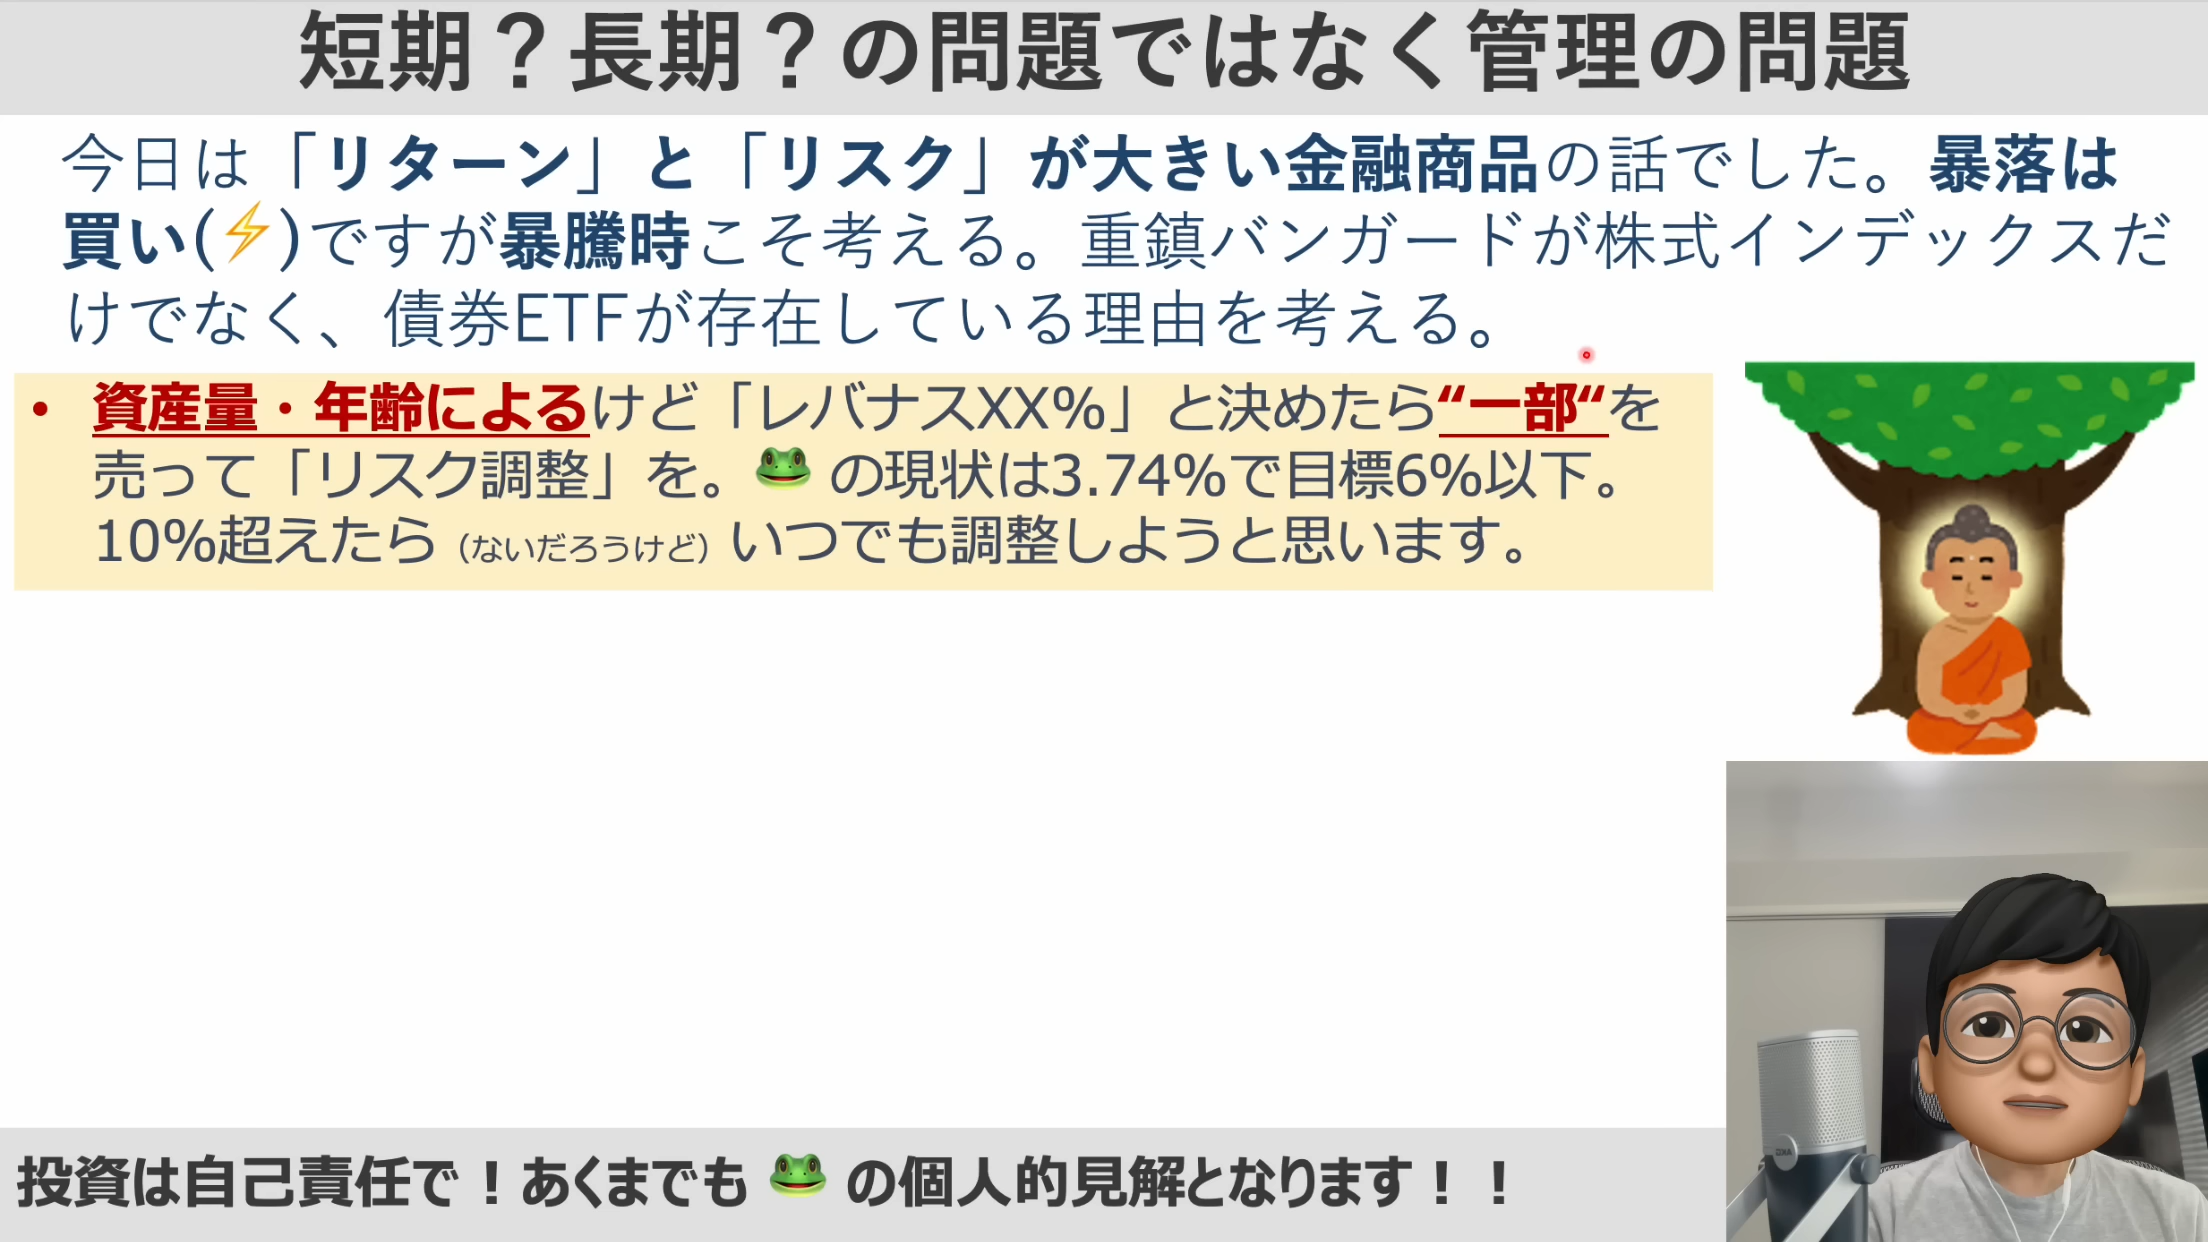 短期？長期？の問題ではなく管理の問題
今日は「リターン」と「リスク」が大きい金融商品の話でした。暴落は
買い(⚡)ですが暴騰時こそ考える。重鎮バンガードが株式インデックスだ
けでなく、債券ETFが存在している理由を考える。
• 資産量・年齢によるけど「レバナスXX%」と決めたら“一部“を
売って「リスク調整」を。🐸の現状は3.74%で目標6%以下。
10%超えたら（ないだろうけど）いつでも調整しようと思います。
投資は自己責任で！あくまでも🐸の個人的見解となります！！